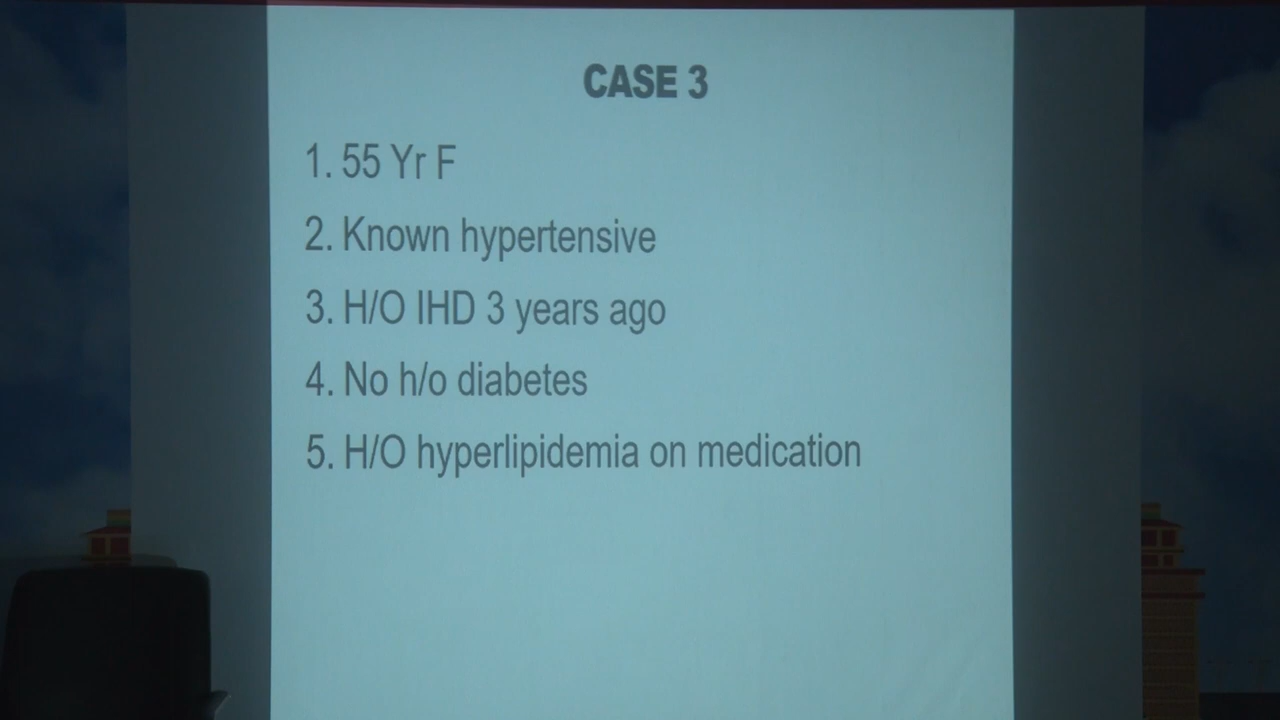 CASE 3
1. 55 Yr F
2. Known hypertensive
3. H/O IHD 3 years ago
4. No h/o diabetes
5. H/O hyperlipidemia on medication